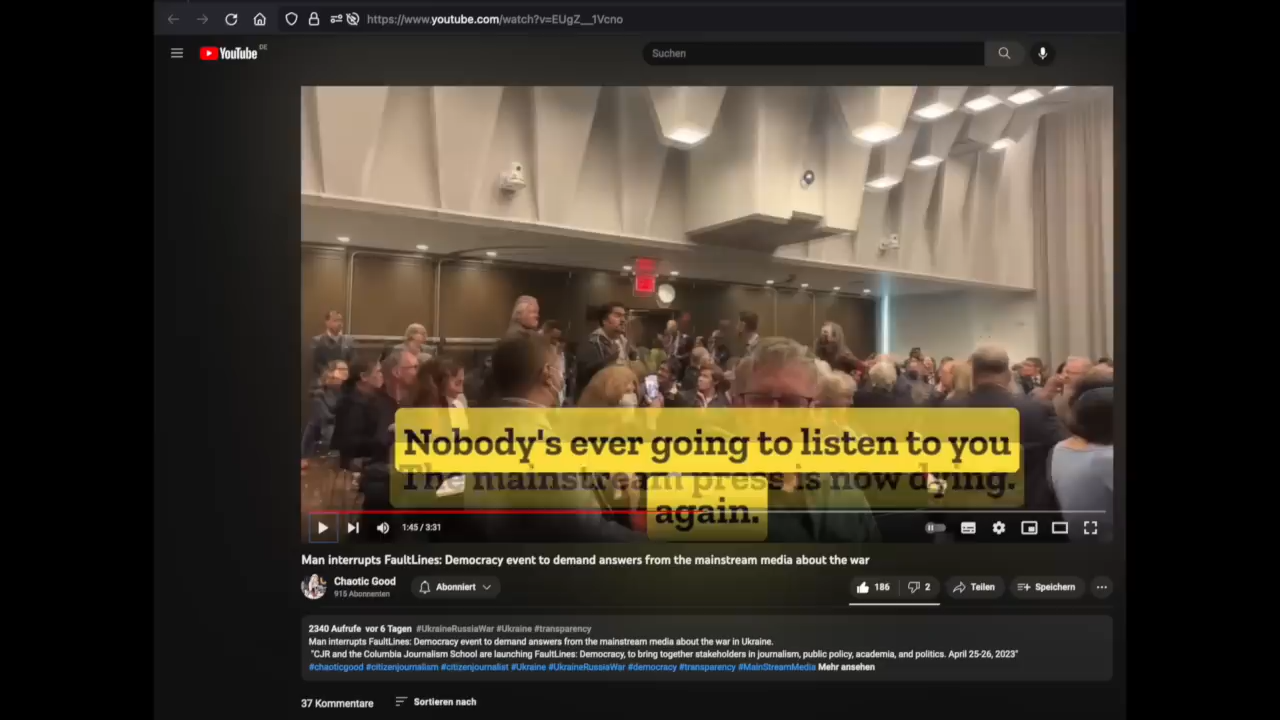 https://www.youtube.com/watch?v=EUgZ__1Vcno
YouTube DE
Suchen
Nobody's ever going to listen to you
The mainstream press is now dying.
again.
1:45 / 3:31
Man interrupts FaultLines: Democracy event to demand answers from the mainstream media about the war
Chaotic Good
915 Abonnenten
Abonniert
186
2
Teilen
Speichern
2340 Aufrufe vor 6 Tagen #UkraineRussiaWar #Ukraine #transparency
Man interrupts FaultLines: Democracy event to demand answers from the mainstream media about the war in Ukraine.
"CJR and the Columbia Journalism School are launching FaultLines: Democracy, to bring together stakeholders in journalism, public policy, academia, and politics. April 25-26, 2023"
#chaoticgood #citizenjournalism #citizenjournalist #Ukraine #UkraineRussiaWar #democracy #transparency #MainStreamMedia Mehr ansehen
37 Kommentare
Sortieren nach